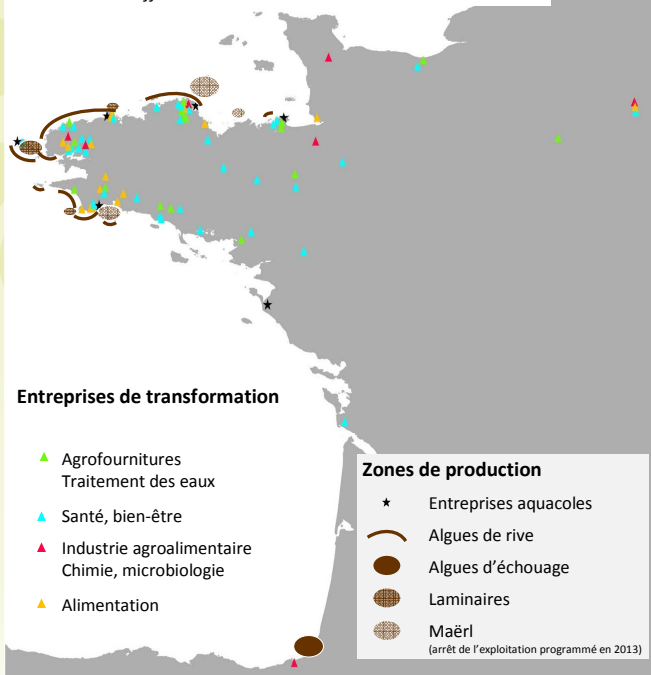 Entreprises de transformation
Agrofournitures
Traitement des eaux
Santé, bien-être
Industrie agroalimentaire
Chimie, microbiologie
Alimentation
Zones de production
Entreprises aquacoles
Algues de rive
Algues d’échouage
Laminaires
Maërl
(arrêt de l’exploitation programmé en 2013)